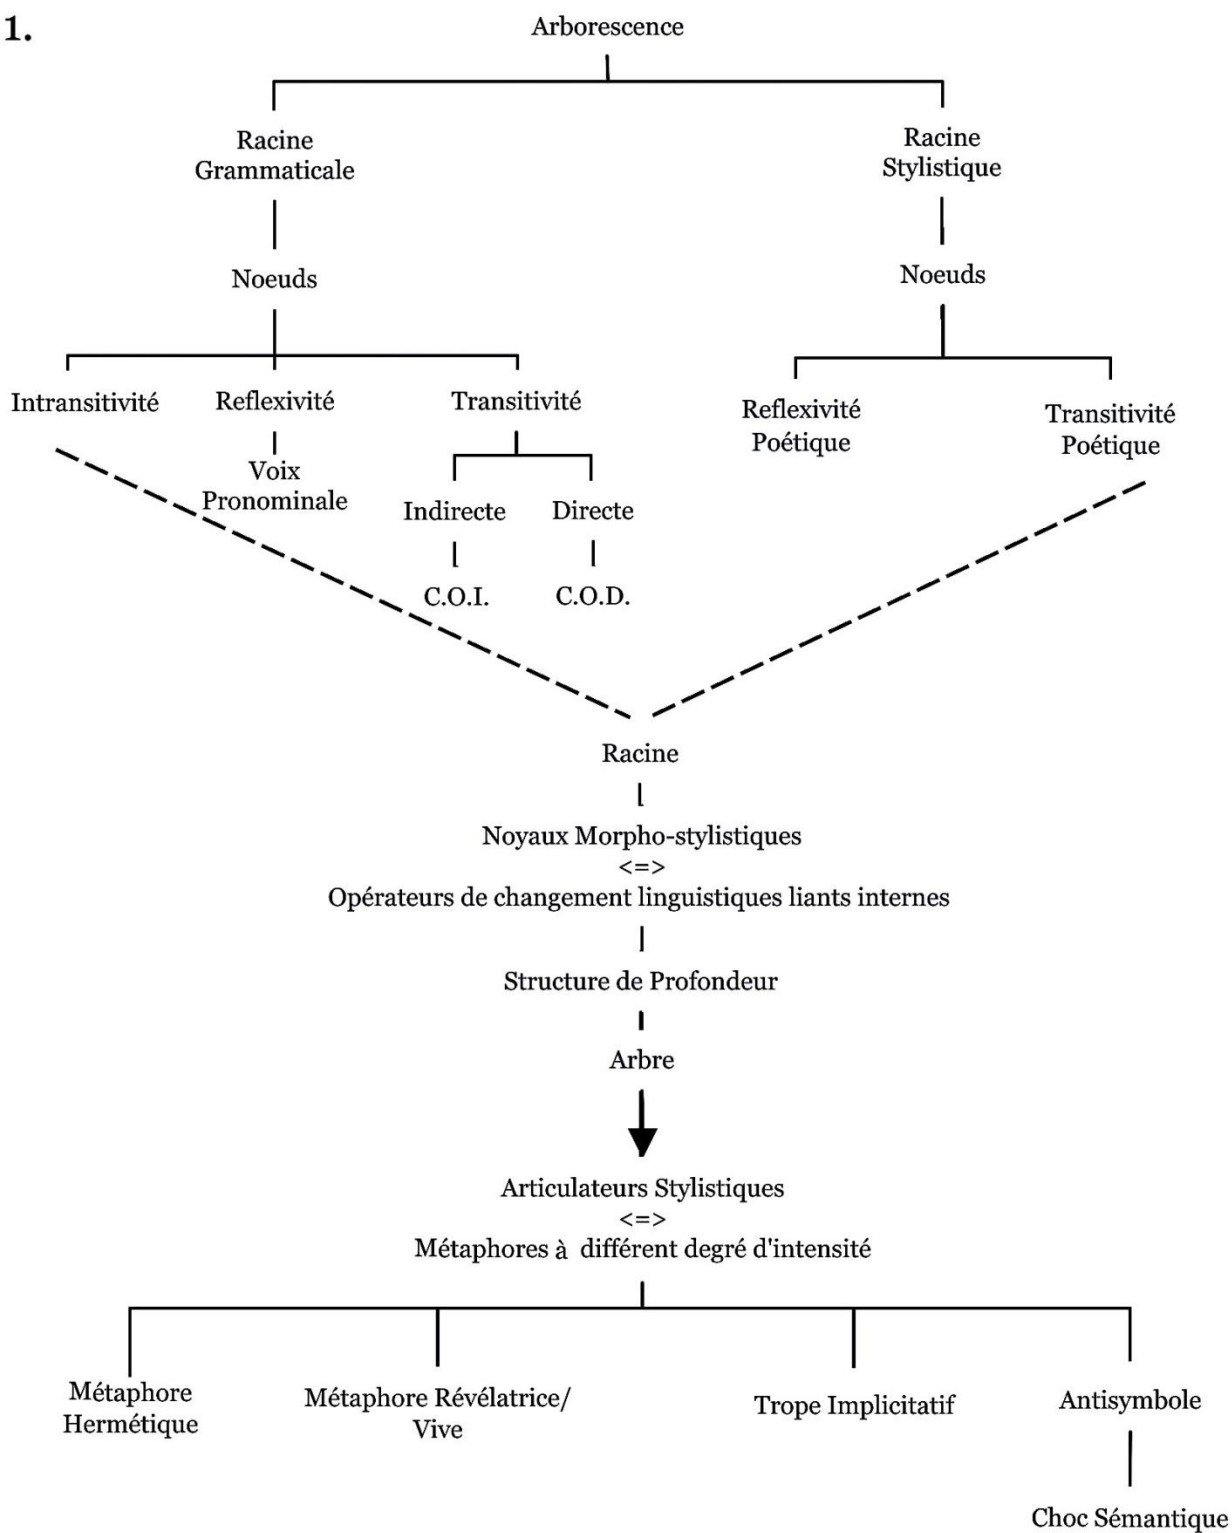 1.
Arborescence
Racine
Grammaticale
Racine
Stylistique
Noeuds
Noeuds
Intransitivité
Reflexivité
Transitivité
Reflexivité
Poétique
Transitivité
Poétique
Voix
Pronominale
Indirecte
Directe
C.O.I.
C.O.D.
Racine
Noyaux Morpho-stylistiques
<=>
Opérateurs de changement linguistiques liants internes
Structure de Profondeur
Arbre
Articulateurs Stylistiques
<=>
Métaphores à différent degré d'intensité
Métaphore
Hermétique
Métaphore Révélatrice/
Vive
Trope Implicitatif
Antisymbole
Choc Sémantique